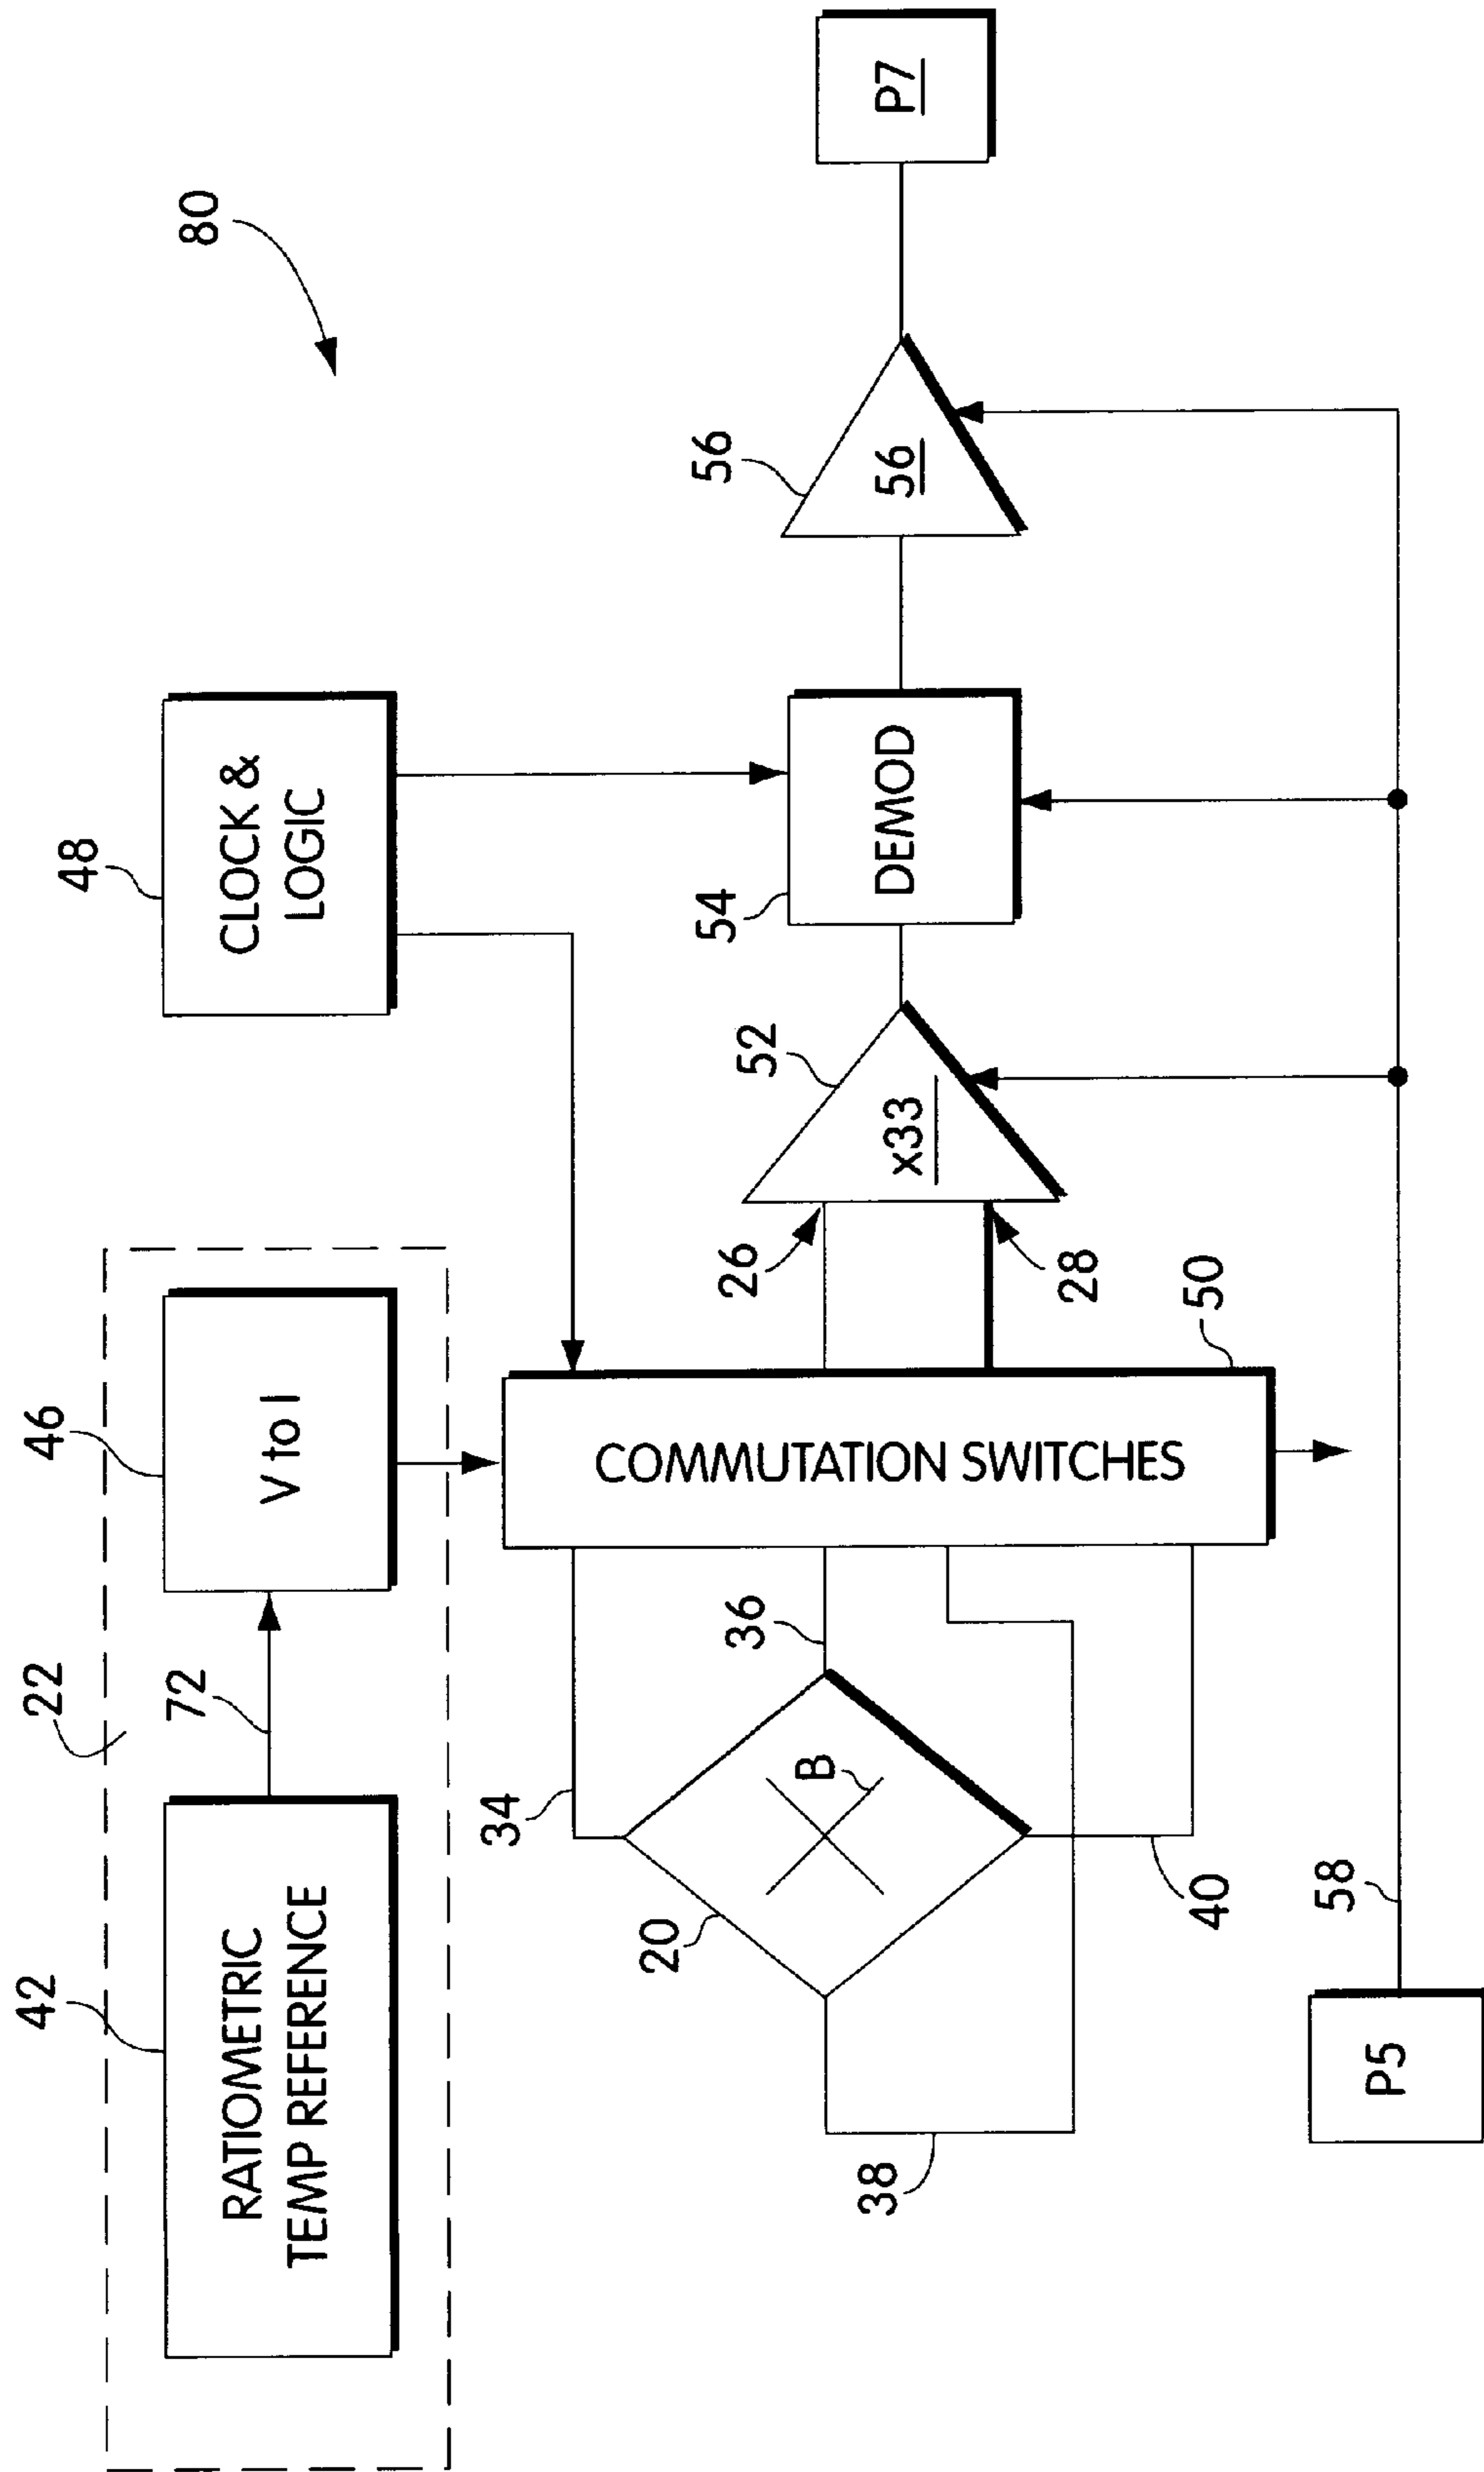 80
22
42
RATIOMETRIC
TEMP REFERENCE
72
46
V to I
48
CLOCK &
LOGIC
34
20
B
36
38
40
COMMUTATION SWITCHES
50
26
28
52
x33
54
DEMOD
56
56
P7
P5
58